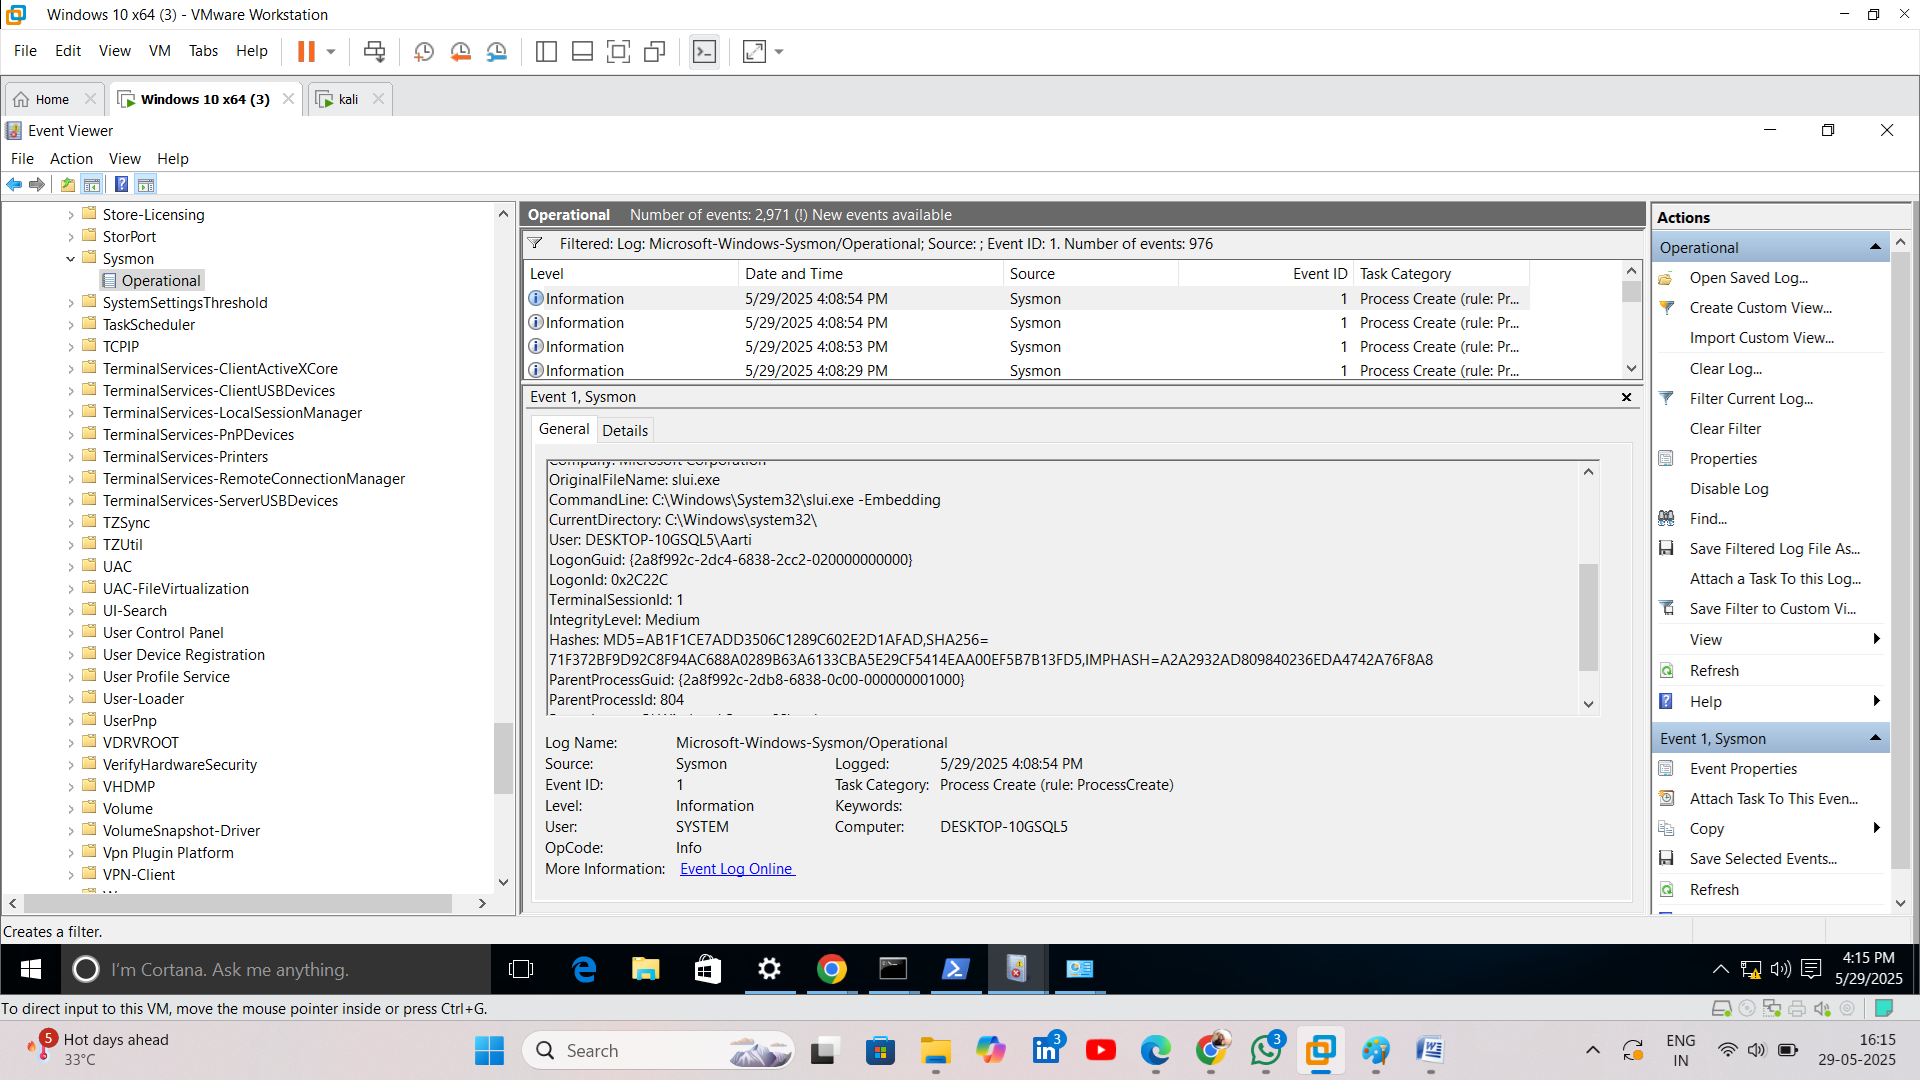 Windows 10 x64 (3) - VMware Workstation
File Edit View VM Tabs Help
Home
Windows 10 x64 (3)
kali
Event Viewer
File Action View Help
Store-Licensing
StorPort
Sysmon
Operational
SystemSettingsThreshold
TaskScheduler
TCPIP
TerminalServices-ClientActiveXCore
TerminalServices-ClientUSBDevices
TerminalServices-LocalSessionManager
TerminalServices-PnPDevices
TerminalServices-Printers
TerminalServices-RemoteConnectionManager
TerminalServices-ServerUSBDevices
TZSync
TZUtil
UAC
UAC-FileVirtualization
UI-Search
User Control Panel
User Device Registration
User Profile Service
User-Loader
UserPnp
VDRVROOT
VerifyHardwareSecurity
VHDMP
Volume
VolumeSnapshot-Driver
Vpn Plugin Platform
VPN-Client
Operational Number of events: 2,971 (!) New events available
Filtered: Log: Microsoft-Windows-Sysmon/Operational; Source: ; Event ID: 1. Number of events: 976
Level Date and Time Source Event ID Task Category
Information 5/29/2025 4:08:54 PM Sysmon 1 Process Create (rule: Pr...
Information 5/29/2025 4:08:54 PM Sysmon 1 Process Create (rule: Pr...
Information 5/29/2025 4:08:53 PM Sysmon 1 Process Create (rule: Pr...
Information 5/29/2025 4:08:29 PM Sysmon 1 Process Create (rule: Pr...
Event 1, Sysmon
General Details
Company: Microsoft Corporation
OriginalFileName: slui.exe
CommandLine: C:\Windows\System32\slui.exe -Embedding
CurrentDirectory: C:\Windows\system32\
User: DESKTOP-10GSQL5\Aarti
LogonGuid: {2a8f992c-2dc4-6838-2cc2-020000000000}
LogonId: 0x2C22C
TerminalSessionId: 1
IntegrityLevel: Medium
Hashes: MD5=AB1F1CE7ADD3506C1289C602E2D1AFAD,SHA256=
71F372BF9D92C8F94AC688A0289B63A6133CBA5E29CF5414EAA00EF5B7B13FD5,IMPHASH=A2A2932AD809840236EDA4742A76F8A8
ParentProcessGuid: {2a8f992c-2db8-6838-0c00-000000001000}
ParentProcessId: 804
Log Name: Microsoft-Windows-Sysmon/Operational
Source: Sysmon Logged: 5/29/2025 4:08:54 PM
Event ID: 1 Task Category: Process Create (rule: ProcessCreate)
Level: Information Keywords:
User: SYSTEM Computer: DESKTOP-10GSQL5
OpCode: Info
More Information: Event Log Online
Actions
Operational
Open Saved Log...
Create Custom View...
Import Custom View...
Clear Log...
Filter Current Log...
Clear Filter
Properties
Disable Log
Find...
Save Filtered Log File As...
Attach a Task To this Log...
Save Filter to Custom Vi...
View
Refresh
Help
Event 1, Sysmon
Event Properties
Attach Task To This Even...
Copy
Save Selected Events...
Refresh
Creates a filter.
I'm Cortana. Ask me anything.
4:15 PM
5/29/2025
To direct input to this VM, move the mouse pointer inside or press Ctrl+G.
5
Hot days ahead
33°C
Search
3
3
ENG
IN
16:15
29-05-2025